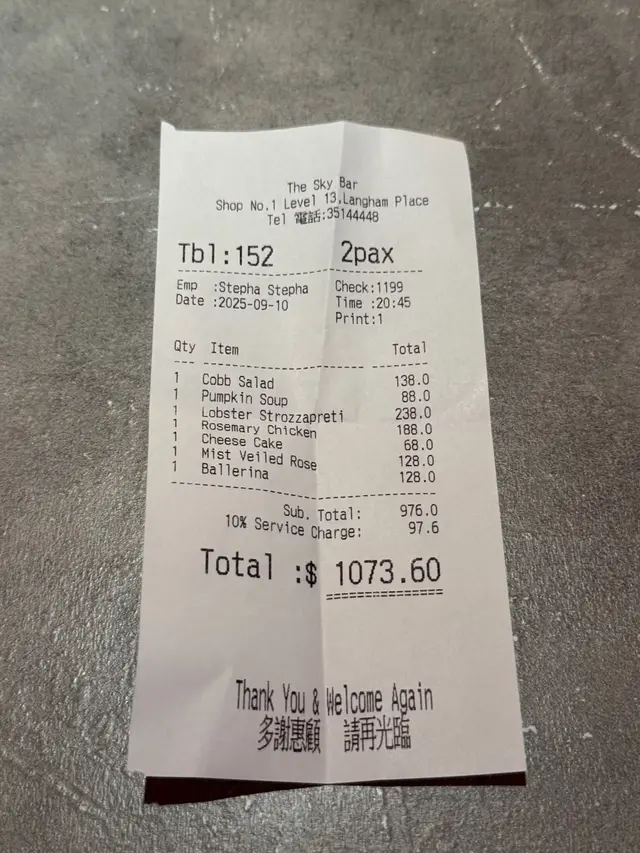 The Sky Bar
Shop No.1 Level 13,Langham Place
Tel 電話:35144448
Tbl:152 2pax
Emp :Stepha Stepha Check:1199
Date :2025-09-10 Time :20:45
Print:1
Qty Item Total
1 Cobb Salad 138.0
1 Pumpkin Soup 88.0
1 Lobster Strozzapreti 238.0
1 Rosemary Chicken 188.0
1 Cheese Cake 68.0
1 Mist Veiled Rose 128.0
1 Ballerina 128.0
Sub. Total: 976.0
10% Service Charge: 97.6
Total :$ 1073.60
Thank You & Welcome Again
多謝惠顧 請再光臨